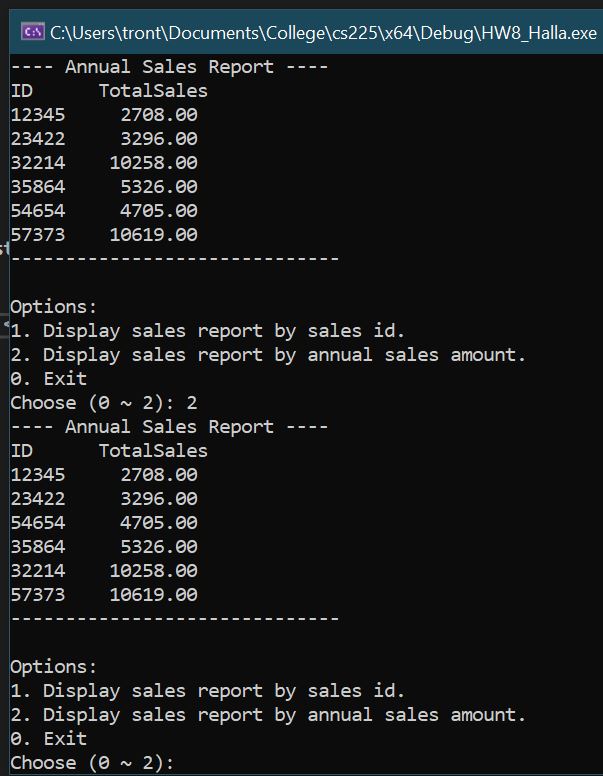 C:\Users\tront\Documents\College\cs225\x64\Debug\HW8_Halla.exe
---- Annual Sales Report ----
ID      TotalSales
12345     2708.00
23422     3296.00
32214    10258.00
35864     5326.00
54654     4705.00
57373    10619.00
------------------------------

Options:
1. Display sales report by sales id.
2. Display sales report by annual sales amount.
0. Exit
Choose (0 ~ 2): 2
---- Annual Sales Report ----
ID      TotalSales
12345     2708.00
23422     3296.00
54654     4705.00
35864     5326.00
32214    10258.00
57373    10619.00
------------------------------

Options:
1. Display sales report by sales id.
2. Display sales report by annual sales amount.
0. Exit
Choose (0 ~ 2):